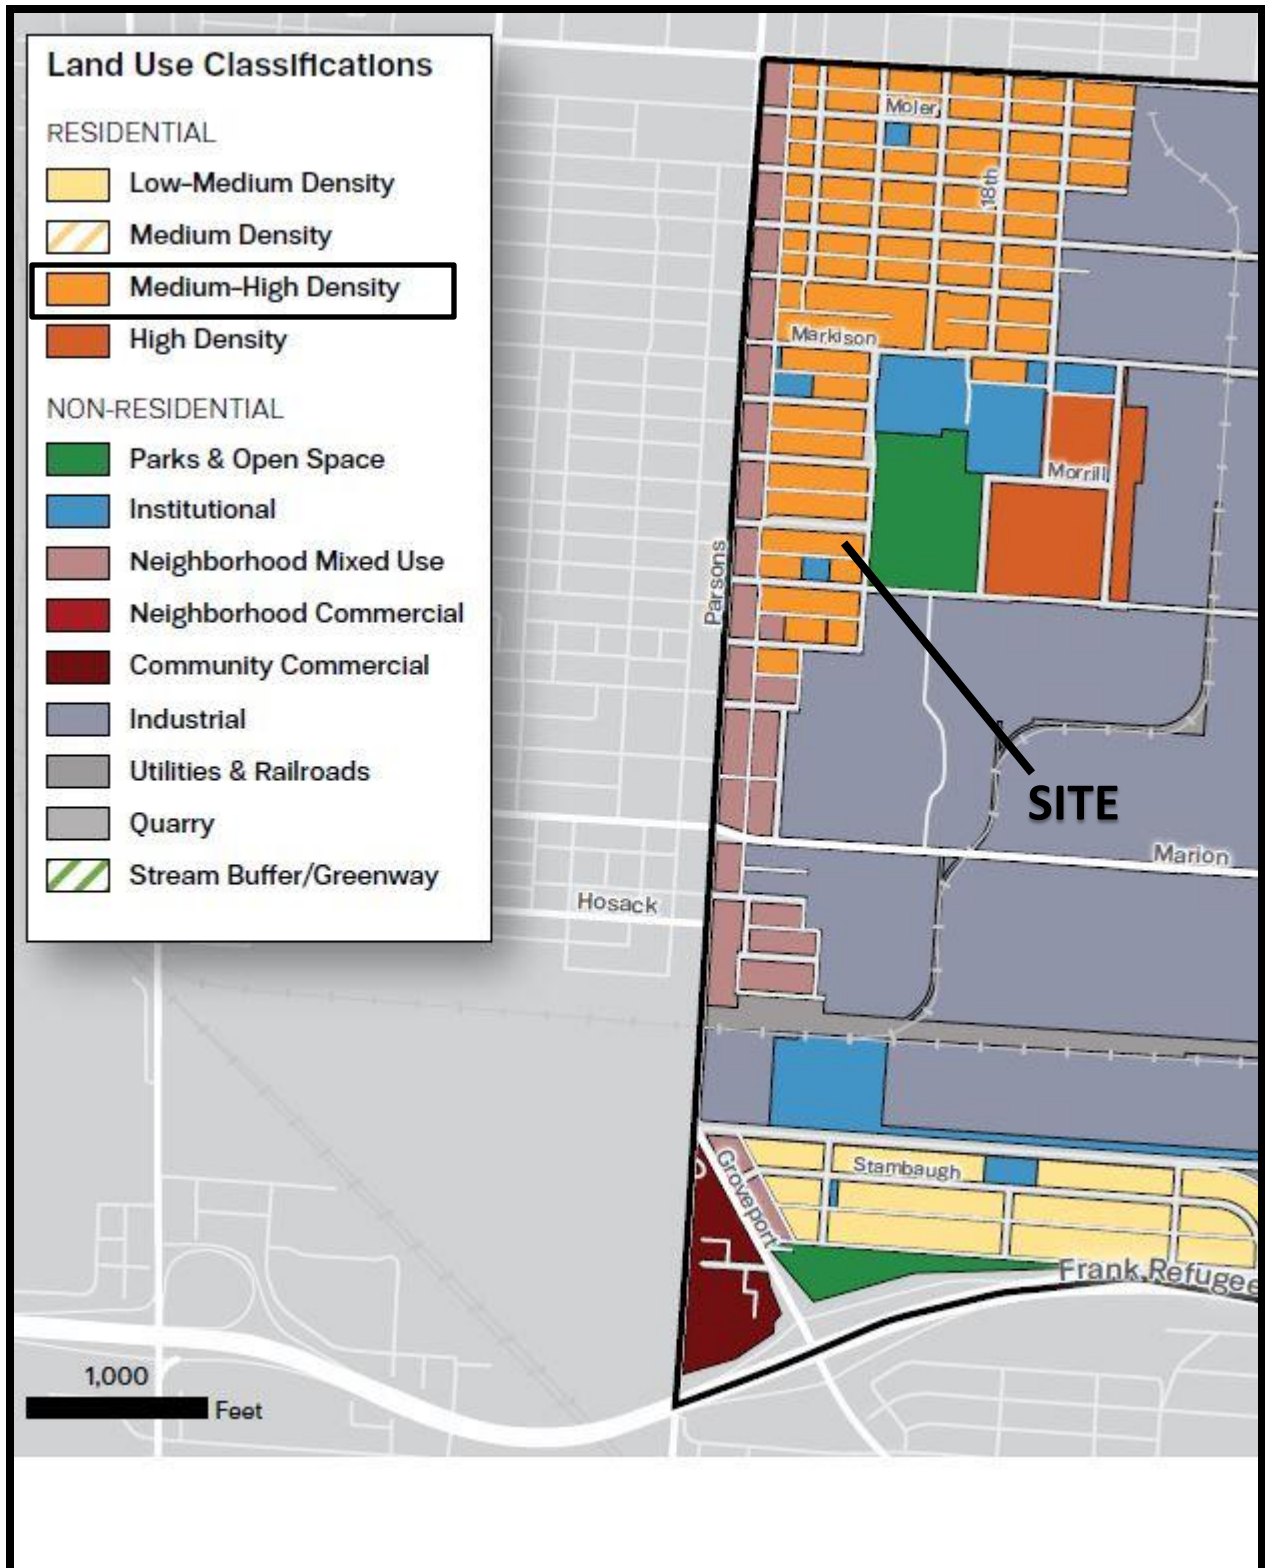 Land Use Classifications
RESIDENTIAL
Low-Medium Density
Medium Density
Medium-High Density
High Density
NON-RESIDENTIAL
Parks & Open Space
Institutional
Neighborhood Mixed Use
Neighborhood Commercial
Community Commercial
Industrial
Utilities & Railroads
Quarry
Stream Buffer/Greenway
Moler
18th
Markison
Morrill
Parsons
SITE
Marion
Hosack
Stambaugh
Groveport
Frank Refugee
1,000
Feet